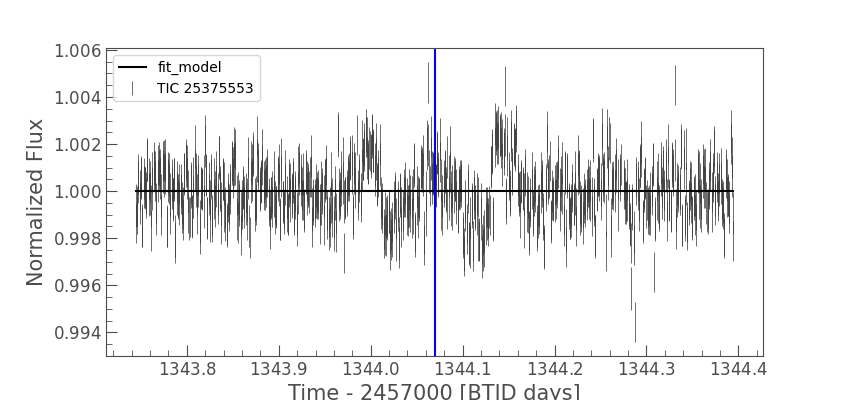 1.006
1.004
1.002
1.000
0.998
0.996
0.994
Normalized Flux
fit_model
TIC 25375553
1343.8 1343.9 1344.0 1344.1 1344.2 1344.3 1344.4
Time - 2457000 [BTJD days]